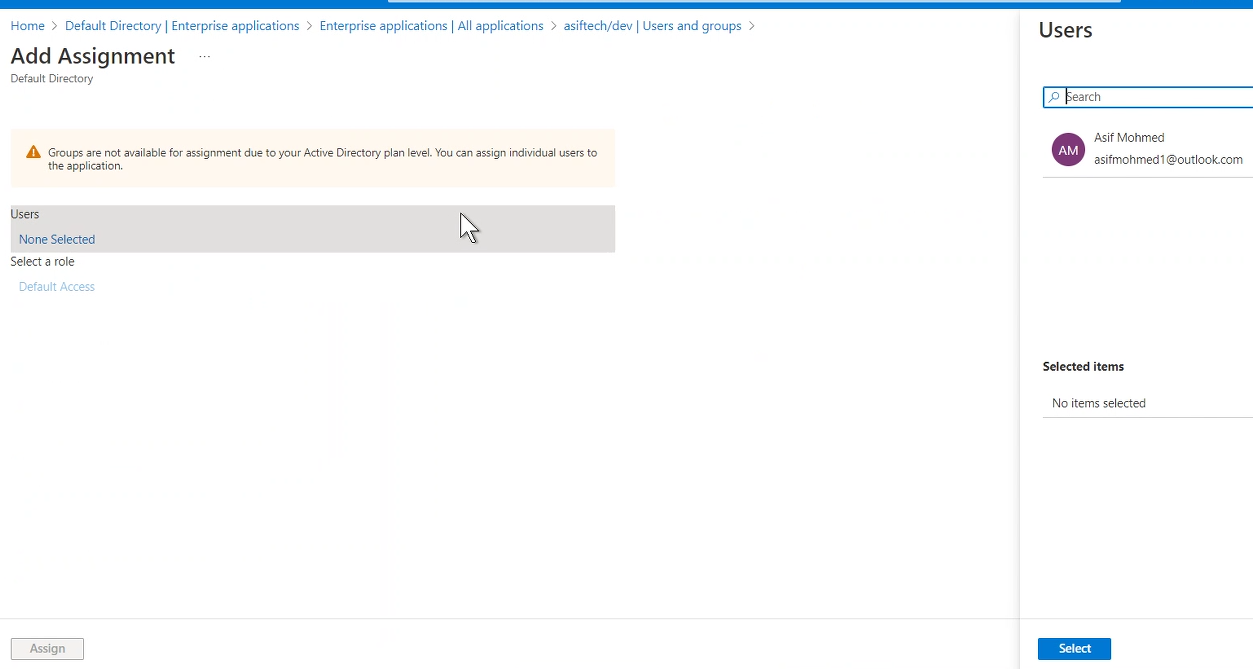 Home > Default Directory | Enterprise applications > Enterprise applications | All applications > asiftech/dev | Users and groups >
Add Assignment ...
Default Directory
Groups are not available for assignment due to your Active Directory plan level. You can assign individual users to
the application.
Users
None Selected
Select a role
Default Access
Assign
Users
Search
AM
Asif Mohmed
asifmohmed1@outlook.com
Selected items
No items selected
Select